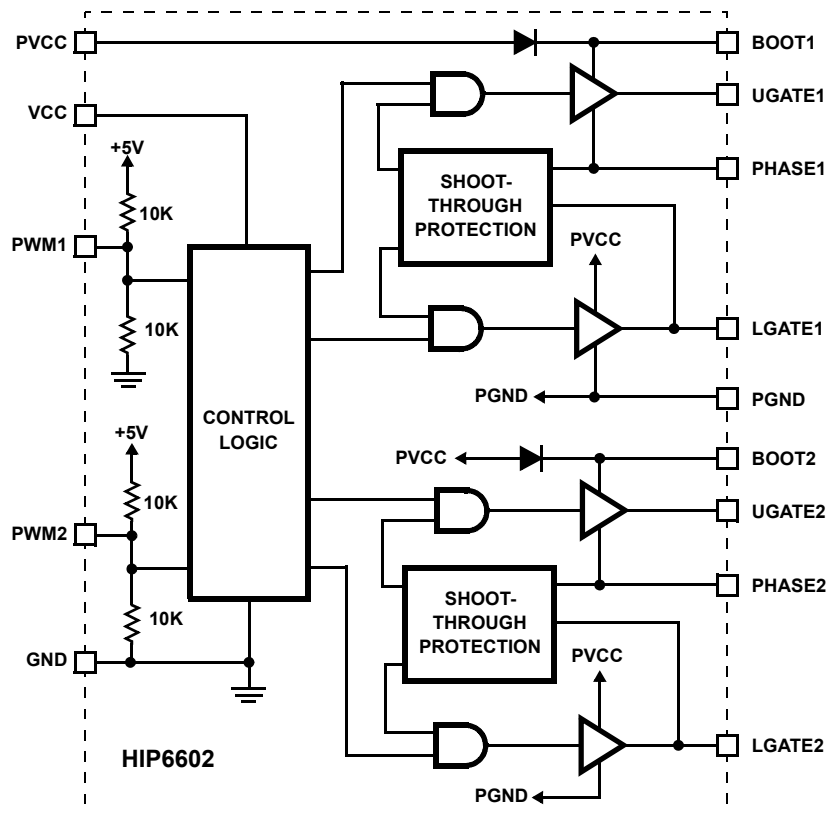 PVCC
BOOT1
VCC
UGATE1
+5V
10K
SHOOT-
THROUGH
PROTECTION
PHASE1
PWM1
PVCC
10K
LGATE1
PGND
PGND
CONTROL
LOGIC
+5V
PVCC
BOOT2
10K
UGATE2
PWM2
PHASE2
SHOOT-
THROUGH
PROTECTION
10K
GND
PVCC
LGATE2
HIP6602
PGND